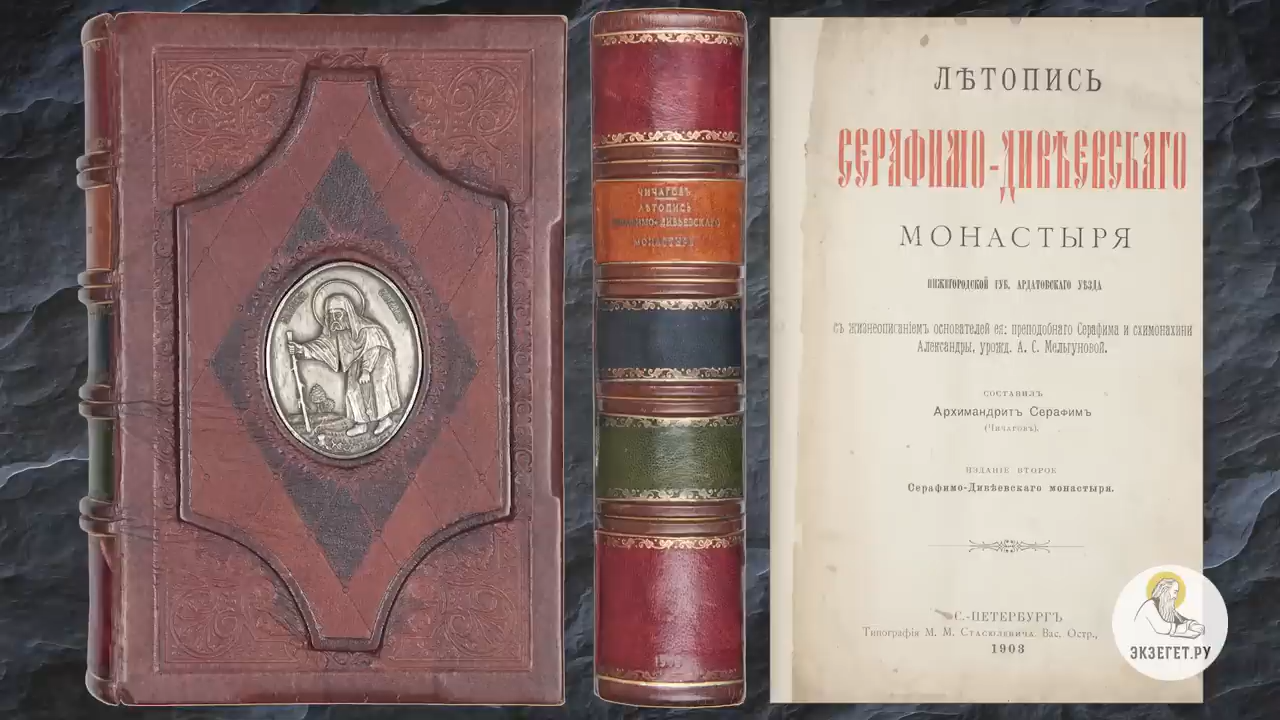 ЧИЧАГОВЪ
ЛѢТОПИСЬ
СЕРАФИМО-ДИВѢЕВСКАГО
МОНАСТЫРЯ
1903
ЛѢТОПИСЬ
СЕРАФИМО-ДИВѢЕВСКАГО
МОНАСТЫРЯ
НИЖЕГОРОДСКОЙ ГУБ. АРДАТОВСКАГО УѢЗДА
съ жизнеописаніемъ основателей ея: преподобнаго Серафима и схимонахини
Александры, урожд. А. С. Мельгуновой.
СОСТАВИЛЪ
Архимандритъ Серафимъ
(Чичаговъ).
ИЗДАНІЕ ВТОРОЕ
Серафимо-Дивѣевскаго монастыря.
С.-ПЕТЕРБУРГЪ
Типографія М. М. Стасюлевича. Вас. Остр.,
1903
ЭКЗЕГЕТ.РУ